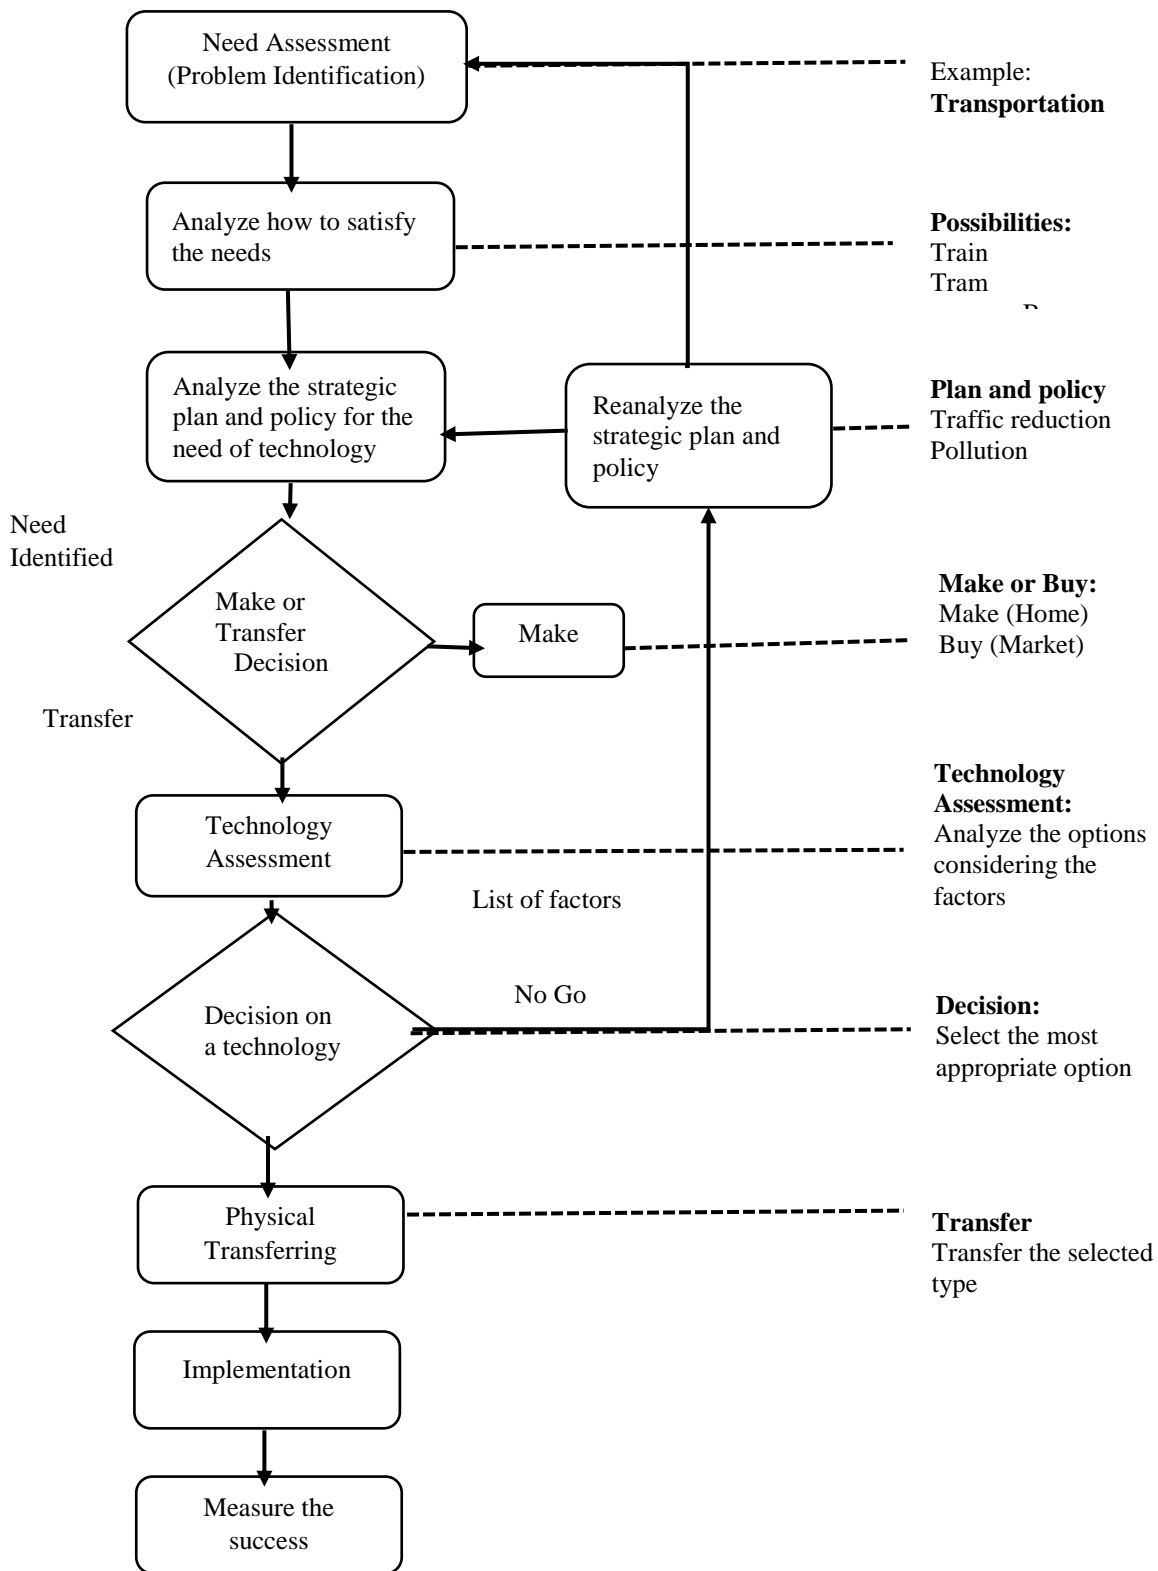 Need Assessment
(Problem Identification)
Example:
Transportation
Analyze how to satisfy
the needs
Possibilities:
Train
Tram
Analyze the strategic
plan and policy for the
need of technology
Reanalyze the
strategic plan and
policy
Plan and policy
Traffic reduction
Pollution
Need
Identified
Make or
Transfer
Decision
Make
Make or Buy:
Make (Home)
Buy (Market)
Transfer
Technology
Assessment
Technology
Assessment:
Analyze the options
considering the
factors
List of factors
No Go
Decision on
a technology
Decision:
Select the most
appropriate option
Physical
Transferring
Transfer
Transfer the selected
type
Implementation
Measure the
success